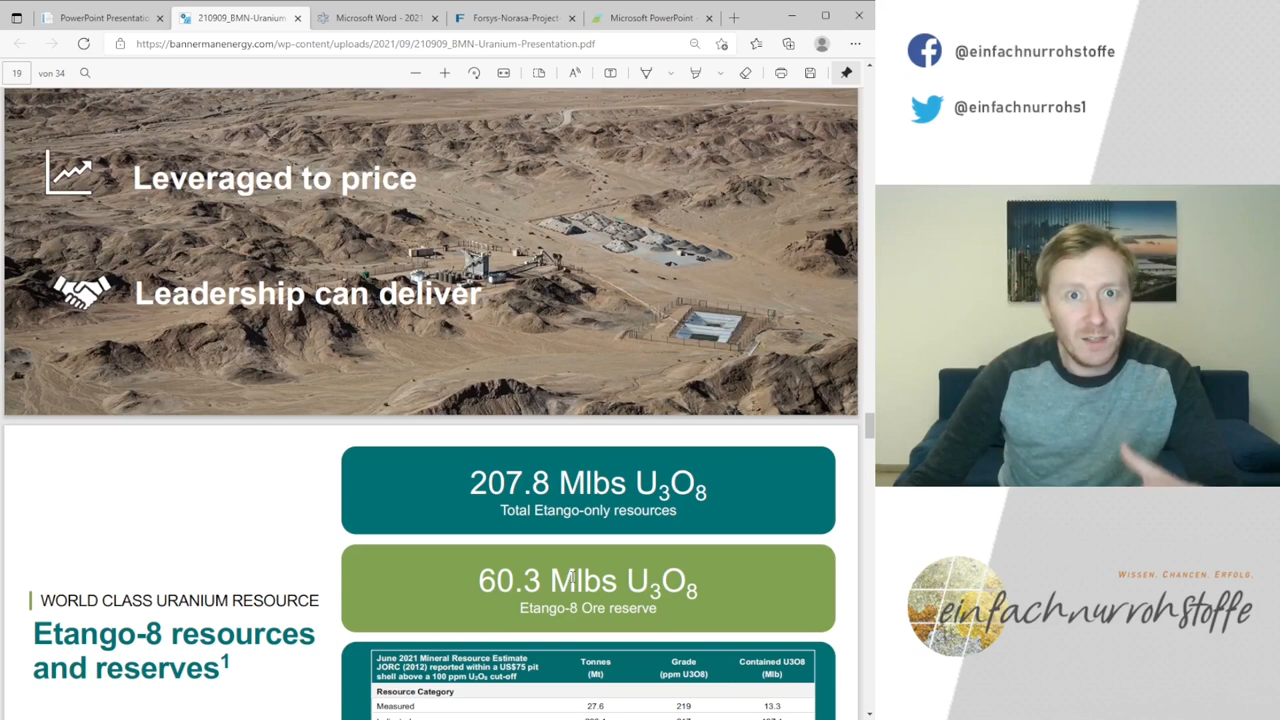 PowerPoint Presentatio
210909_BMN-Uranium
Microsoft Word - 2021
Forsys-Norasa-Project-
Microsoft PowerPoint -
https://bannermanenergy.com/wp-content/uploads/2021/09/210909_BMN-Uranium-Presentation.pdf
19 von 34
Leveraged to price
Leadership can deliver
207.8 Mlbs U₃O₈
Total Etango-only resources
60.3 Mlbs U₃O₈
Etango-8 Ore reserve
WORLD CLASS URANIUM RESOURCE
Etango-8 resources
and reserves¹
June 2021 Mineral Resource Estimate
JORC (2012) reported within a US$75 pit
shell above a 100 ppm U₃O₈ cut-off
Tonnes
(Mt)
Grade
(ppm U3O8)
Contained U3O8
(Mlb)
Resource Category
Measured 27.6 219 13.3
@einfachnurrohstoffe
@einfachnurrohs1
WISSEN. CHANCEN. ERFOLG.
einfachnurrohstoffe